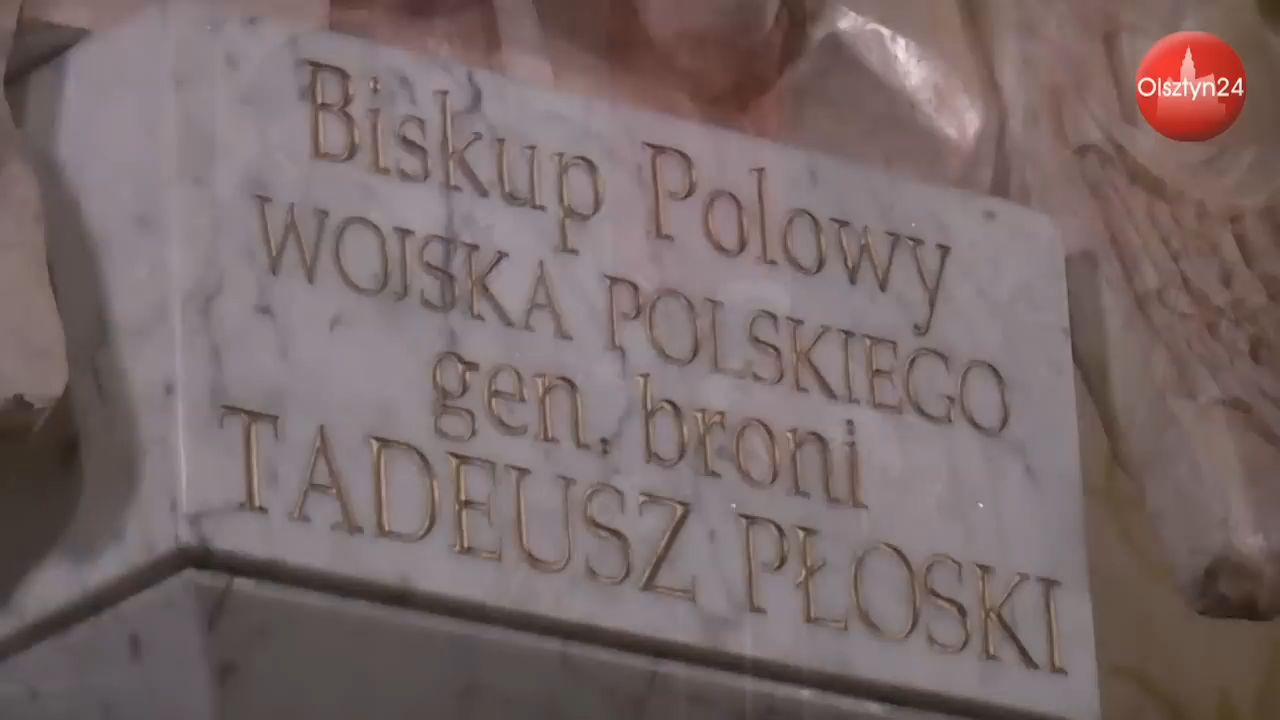 Biskup Polowy
WOJSKA POLSKIEGO
gen. broni
TADEUSZ PŁOSKI
Olsztyn24